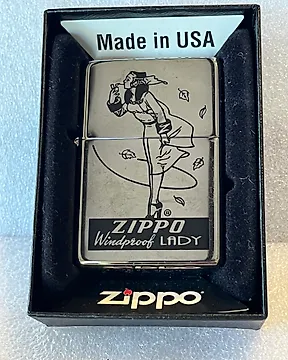 Made in USA
®
ZIPPO
Windproof LADY
zippo